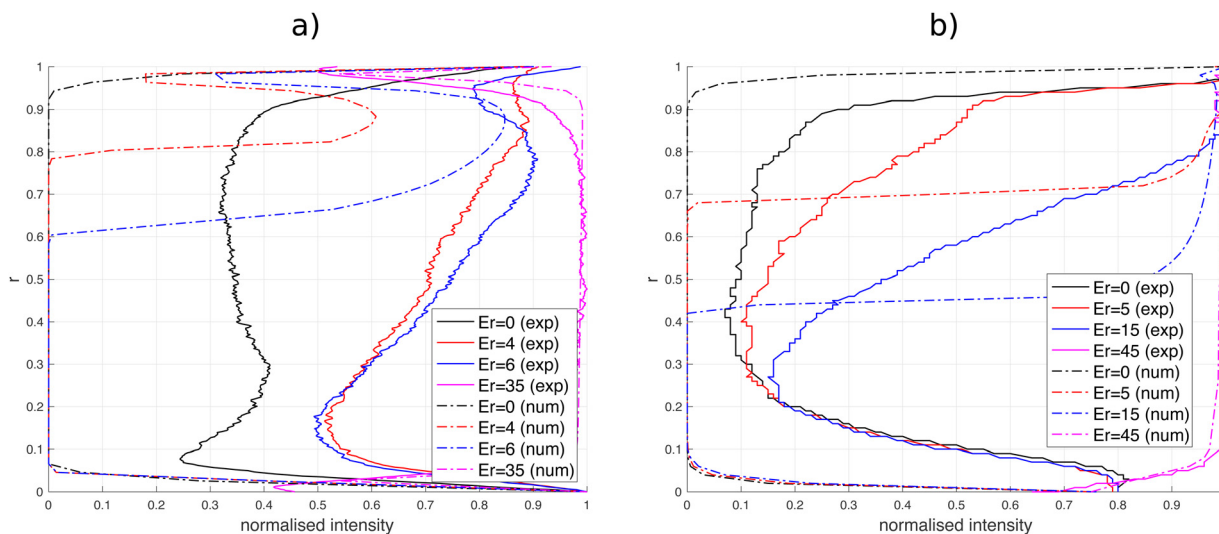 a)
1
0.9
0.8
0.7
0.6
0.5
0.4
0.3
0.2
0.1
0
r
0 0.1 0.2 0.3 0.4 0.5 0.6 0.7 0.8 0.9 1
normalised intensity
Er=0 (exp)
Er=4 (exp)
Er=6 (exp)
Er=35 (exp)
Er=0 (num)
Er=4 (num)
Er=6 (num)
Er=35 (num)
b)
1
0.9
0.8
0.7
0.6
0.5
0.4
0.3
0.2
0.1
0
r
0 0.1 0.2 0.3 0.4 0.5 0.6 0.7 0.8 0.9
normalised intensity
Er=0 (exp)
Er=5 (exp)
Er=15 (exp)
Er=45 (exp)
Er=0 (num)
Er=5 (num)
Er=15 (num)
Er=45 (num)